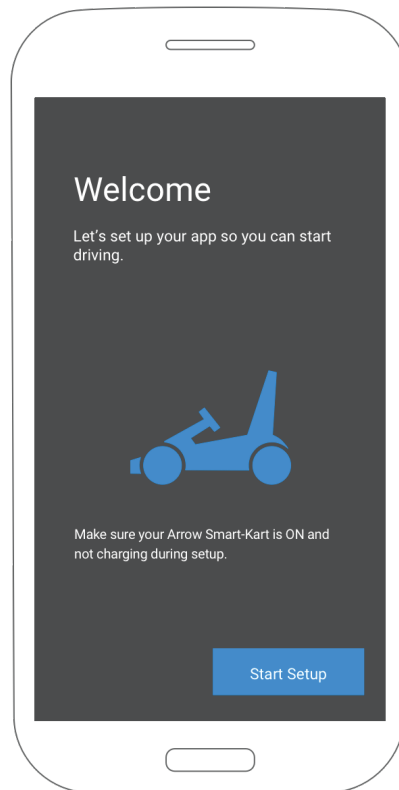 Welcome
Let's set up your app so you can start
driving.
Make sure your Arrow Smart-Kart is ON and
not charging during setup.
Start Setup